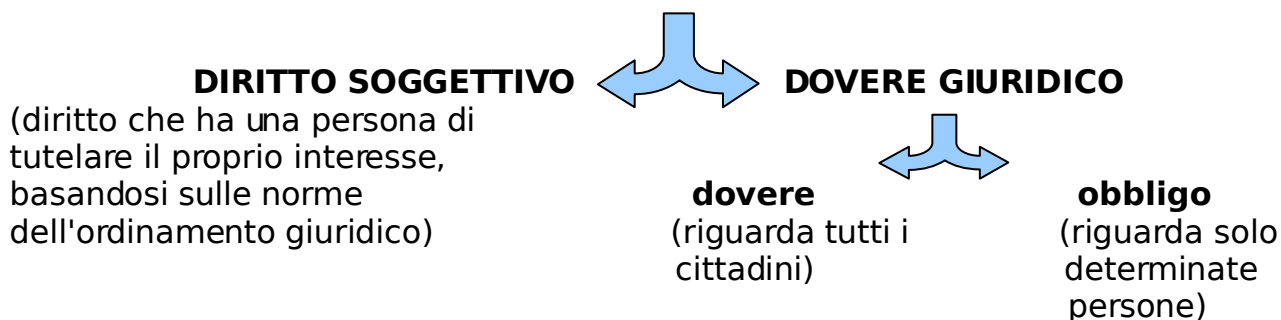 DIRITTO SOGGETTIVO DOVERE GIURIDICO
(diritto che ha una persona di
tutelare il proprio interesse,
basandosi sulle norme
dell'ordinamento giuridico)
dovere
(riguarda tutti i
cittadini)
obbligo
(riguarda solo
determinate
persone)